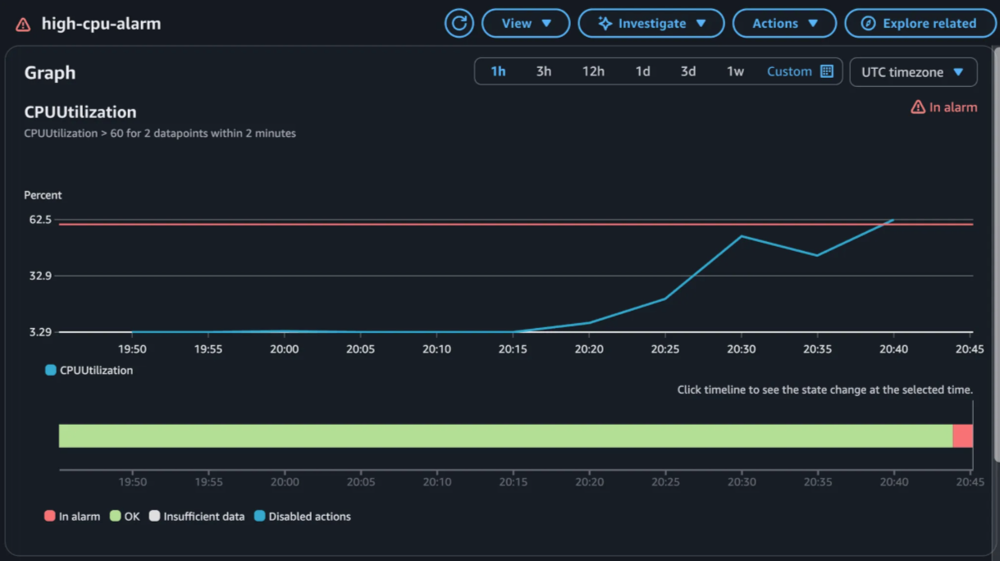 high-cpu-alarm View Investigate Actions Explore related
Graph 1h 3h 12h 1d 3d 1w Custom UTC timezone
CPUUtilization In alarm
CPUUtilization > 60 for 2 datapoints within 2 minutes
Percent
62.5
32.9
3.29
19:50 19:55 20:00 20:05 20:10 20:15 20:20 20:25 20:30 20:35 20:40 20:45
CPUUtilization
Click timeline to see the state change at the selected time.
19:50 19:55 20:00 20:05 20:10 20:15 20:20 20:25 20:30 20:35 20:40 20:45
In alarm OK Insufficient data Disabled actions